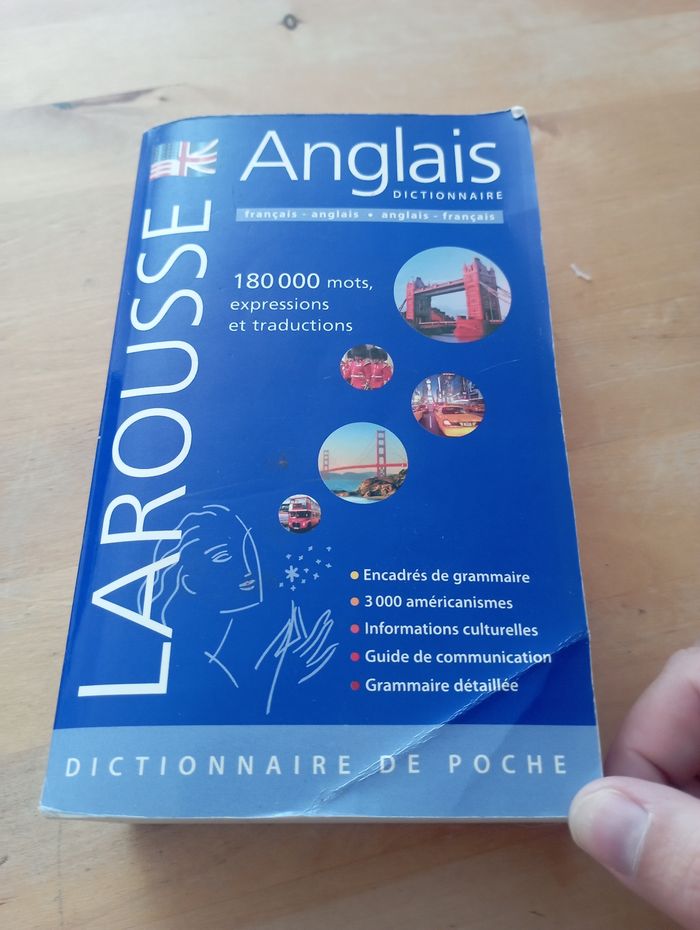 LAROUSSE
Anglais
DICTIONNAIRE
français - anglais • anglais - français
180 000 mots,
expressions
et traductions
• Encadrés de grammaire
• 3 000 américanismes
• Informations culturelles
• Guide de communication
• Grammaire détaillée
DICTIONNAIRE DE POCHE